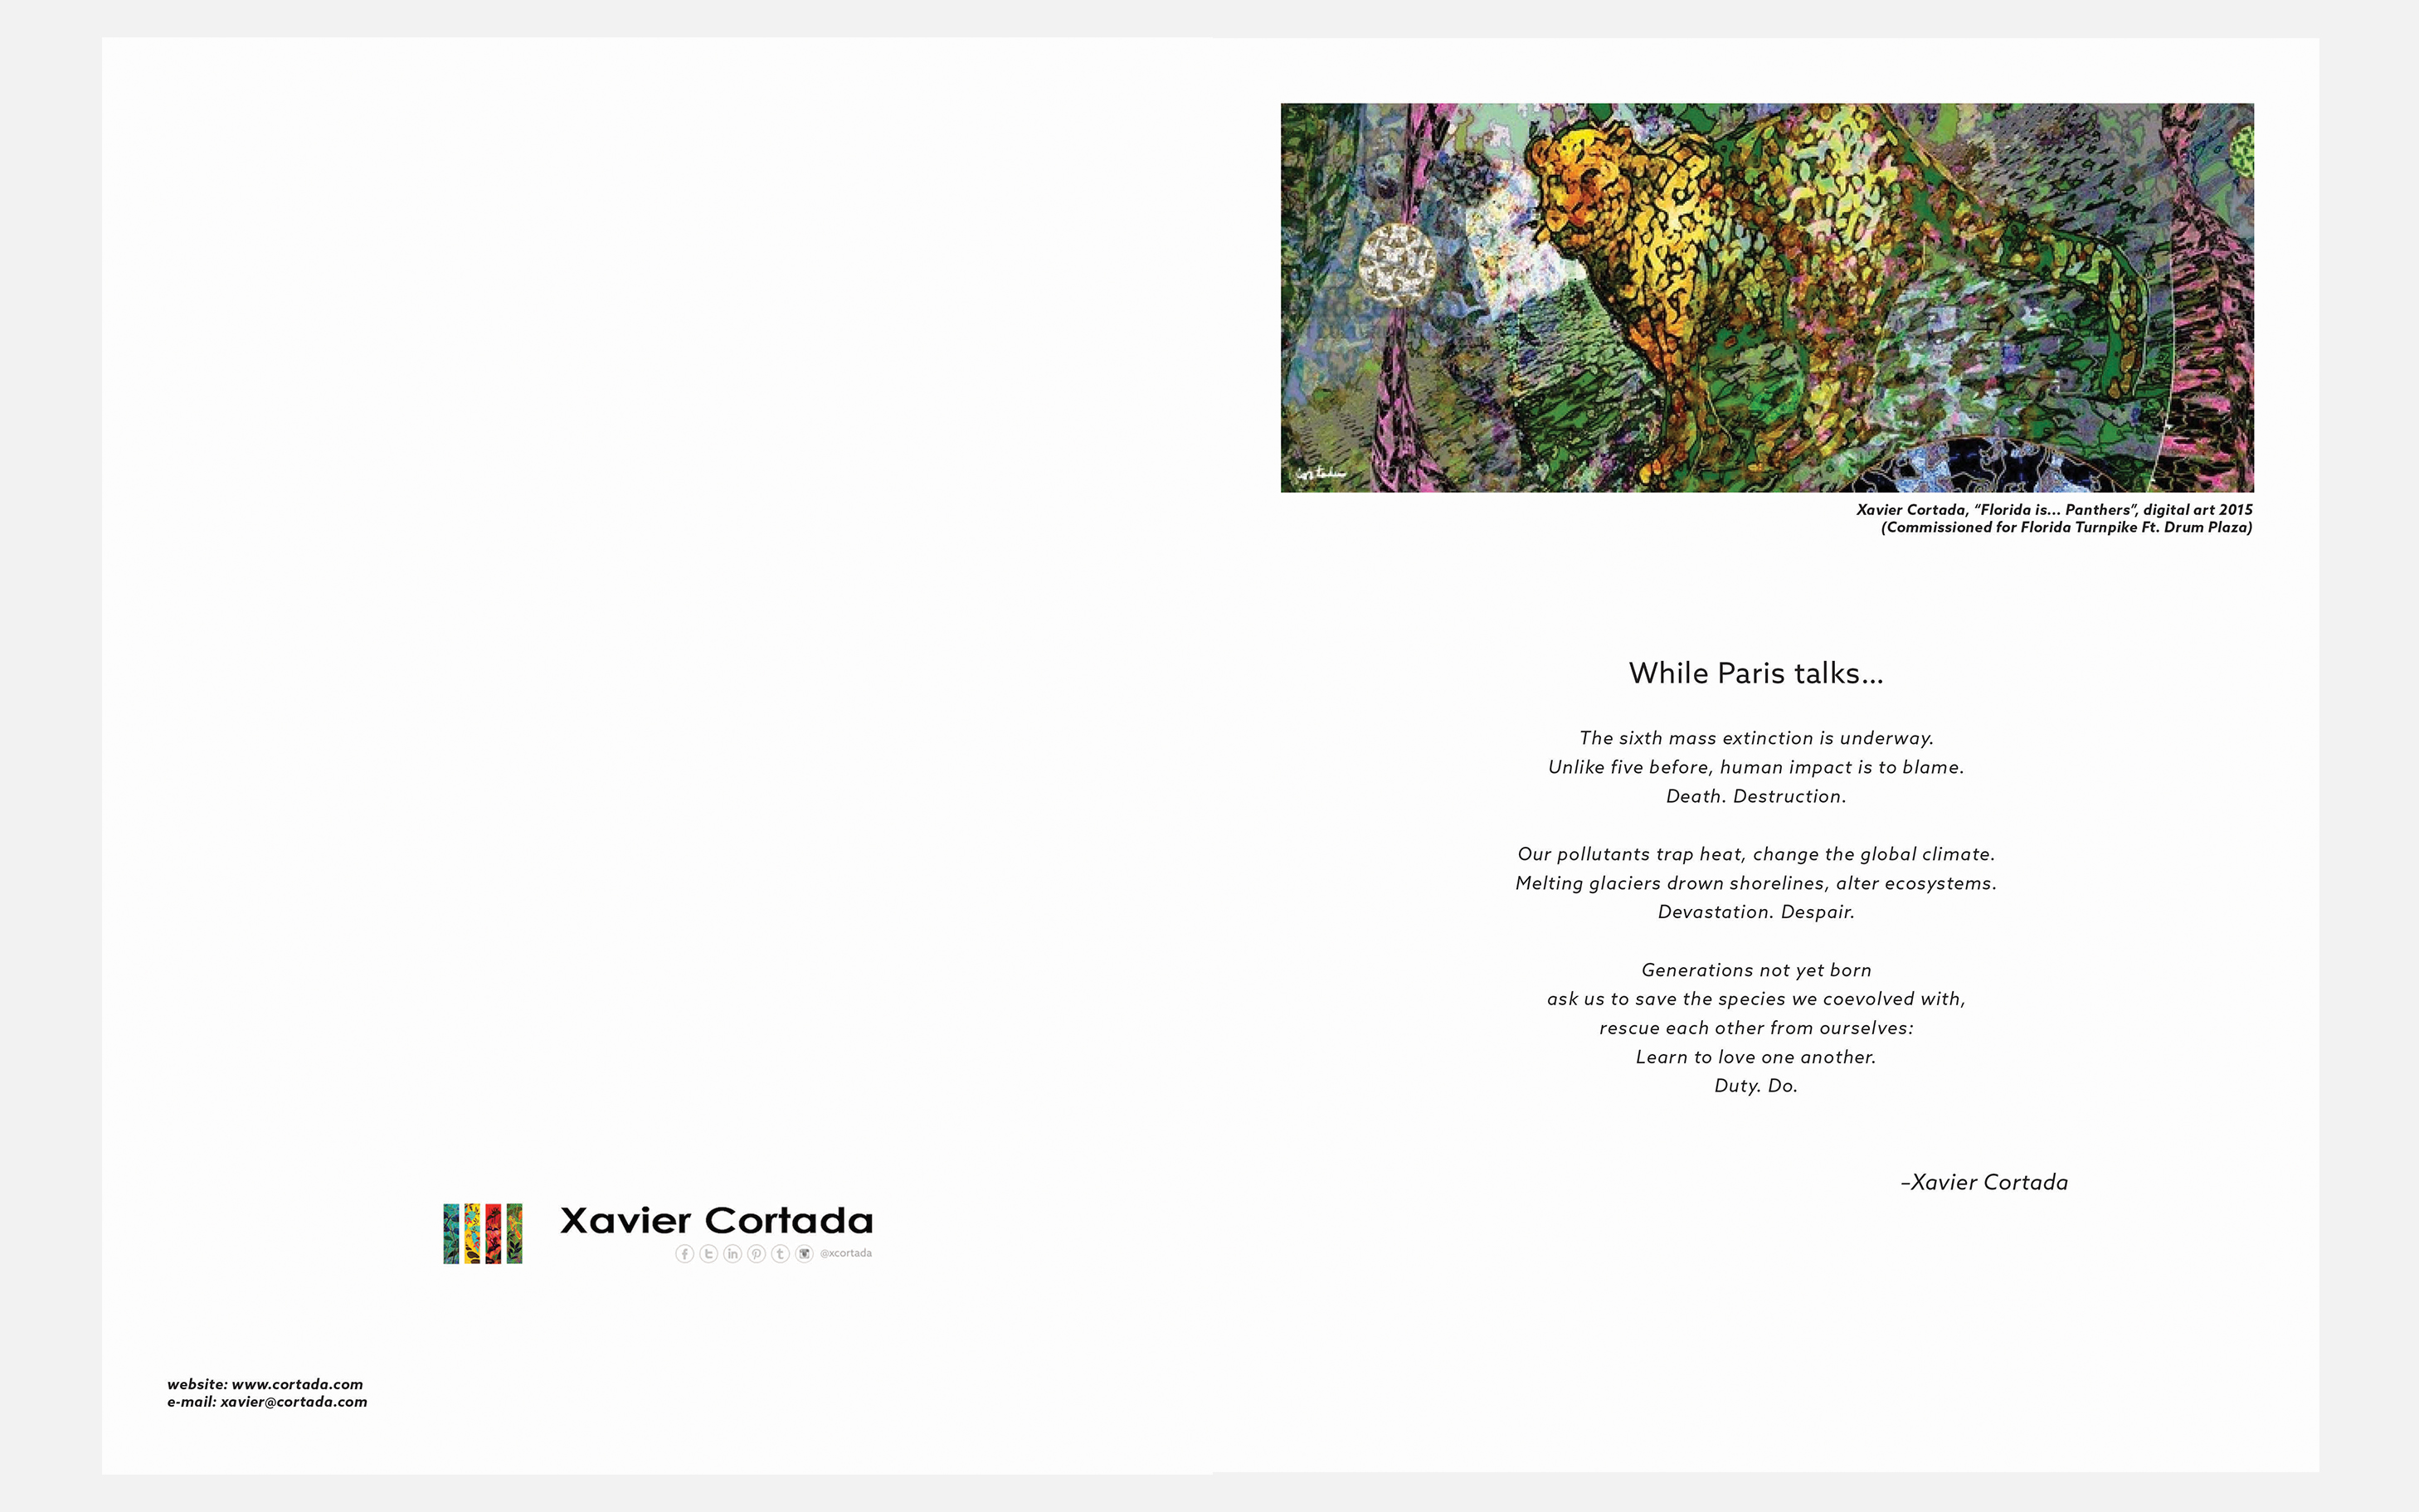 Xavier Cortada
@xcortada
website: www.cortada.com
e-mail: xavier@cortada.com
Cortada
Xavier Cortada, “Florida is... Panthers”, digital art 2015
(Commissioned for Florida Turnpike Ft. Drum Plaza)
While Paris talks...
The sixth mass extinction is underway.
Unlike five before, human impact is to blame.
Death. Destruction.
Our pollutants trap heat, change the global climate.
Melting glaciers drown shorelines, alter ecosystems.
Devastation. Despair.
Generations not yet born
ask us to save the species we coevolved with,
rescue each other from ourselves:
Learn to love one another.
Duty. Do.
–Xavier Cortada